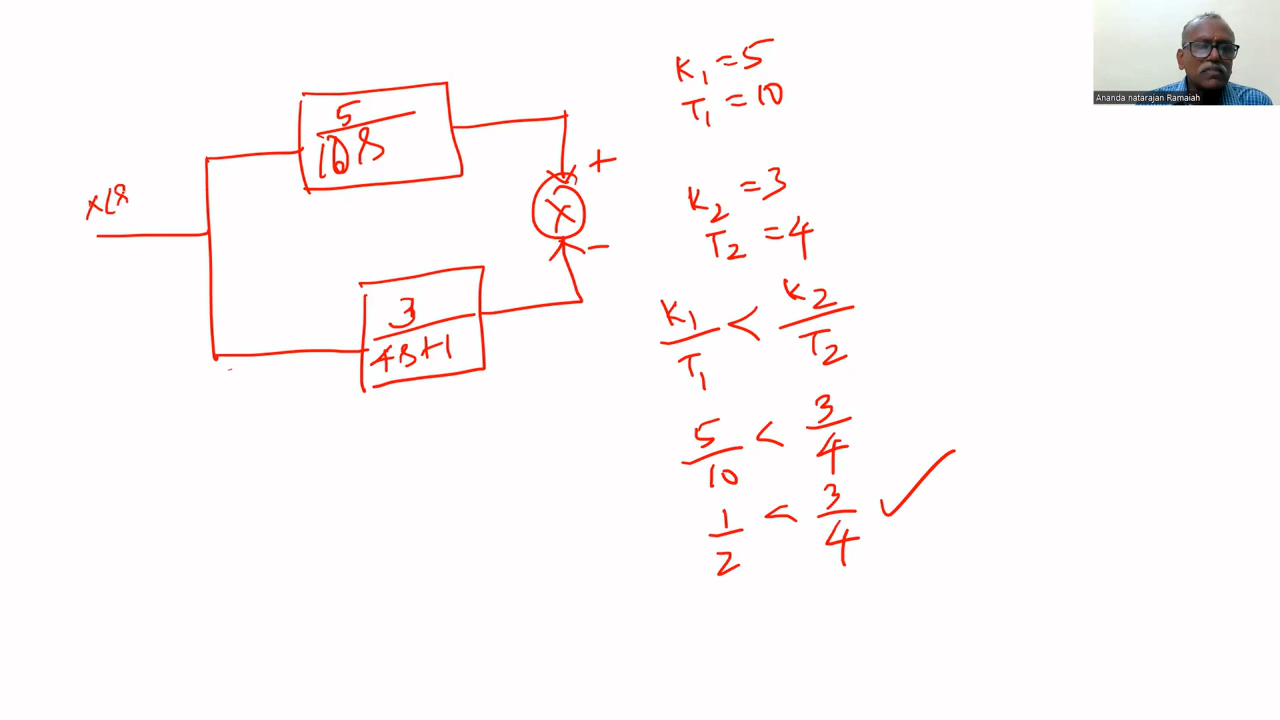 5
10 s
x(s
+
x
-
3
4s+1
K1 = 5
T1 = 10
K2 = 3
T2 = 4
K1/T1 < K2/T2
5/10 < 3/4
1/2 < 3/4 ✓
Ananda natarajan Ramaiah